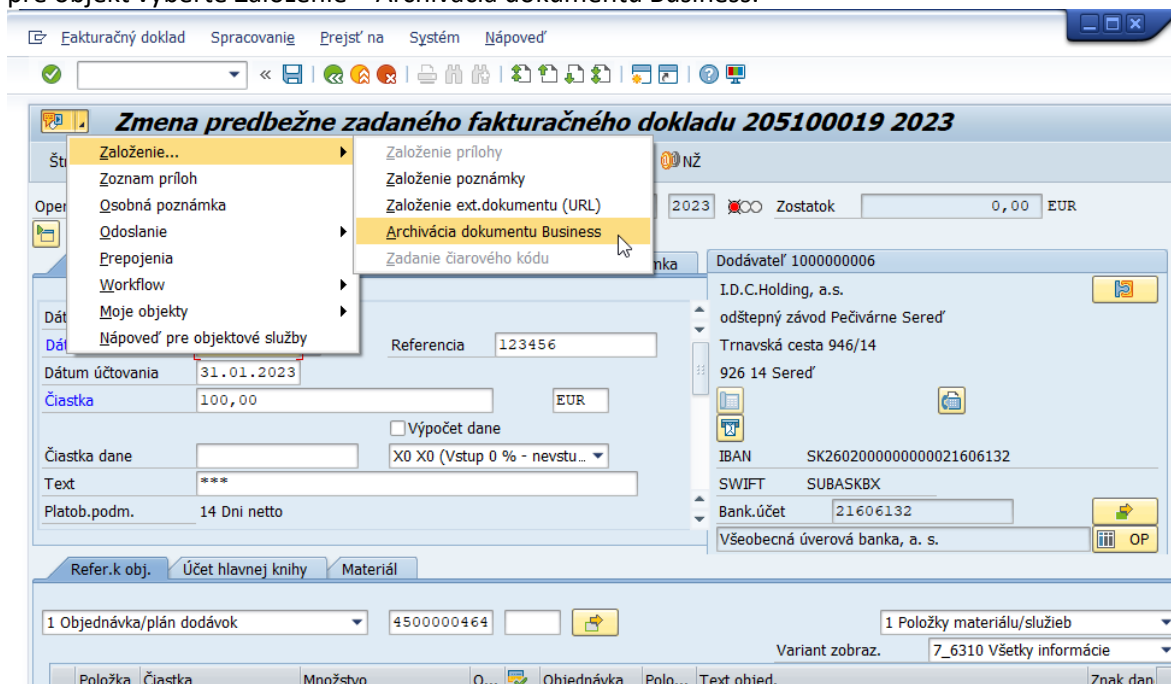 pre objekt vyberte Založenie – Archivácia dokumentu Business.
Fakturačný doklad Spracovanie Prejsť na Systém Nápoveď
Zmena predbežne zadaného fakturačného dokladu 205100019 2023
Založenie...
Zoznam príloh
Osobná poznámka
Odoslanie
Prepojenia
Workflow
Moje objekty
Nápoveď pre objektové služby
Založenie prílohy
Založenie poznámky
Založenie ext.dokumentu (URL)
Archivácia dokumentu Business
Zadanie čiarového kódu
NŽ
2023 Zostatok 0,00 EUR
Dodávateľ 1000000006
I.D.C.Holding, a.s.
odštepný závod Pečivárne Sereď
Trnavská cesta 946/14
926 14 Sereď
Referencia 123456
Dátum účtovania 31.01.2023
Čiastka 100,00 EUR
Výpočet dane
Čiastka dane X0 X0 (Vstup 0 % - nevstu...
Text ***
Platob.podm. 14 Dni netto
IBAN SK2602000000000021606132
SWIFT SUBASKBX
Bank.účet 21606132
Všeobecná úverová banka, a. s. OP
Refer.k obj. Účet hlavnej knihy Materiál
1 Objednávka/plán dodávok 4500000464 1 Položky materiálu/služieb
Variant zobraz. 7_6310 Všetky informácie
Položka Čiastka Množstvo O... Objednávka Polo... Text objed. Znak dan